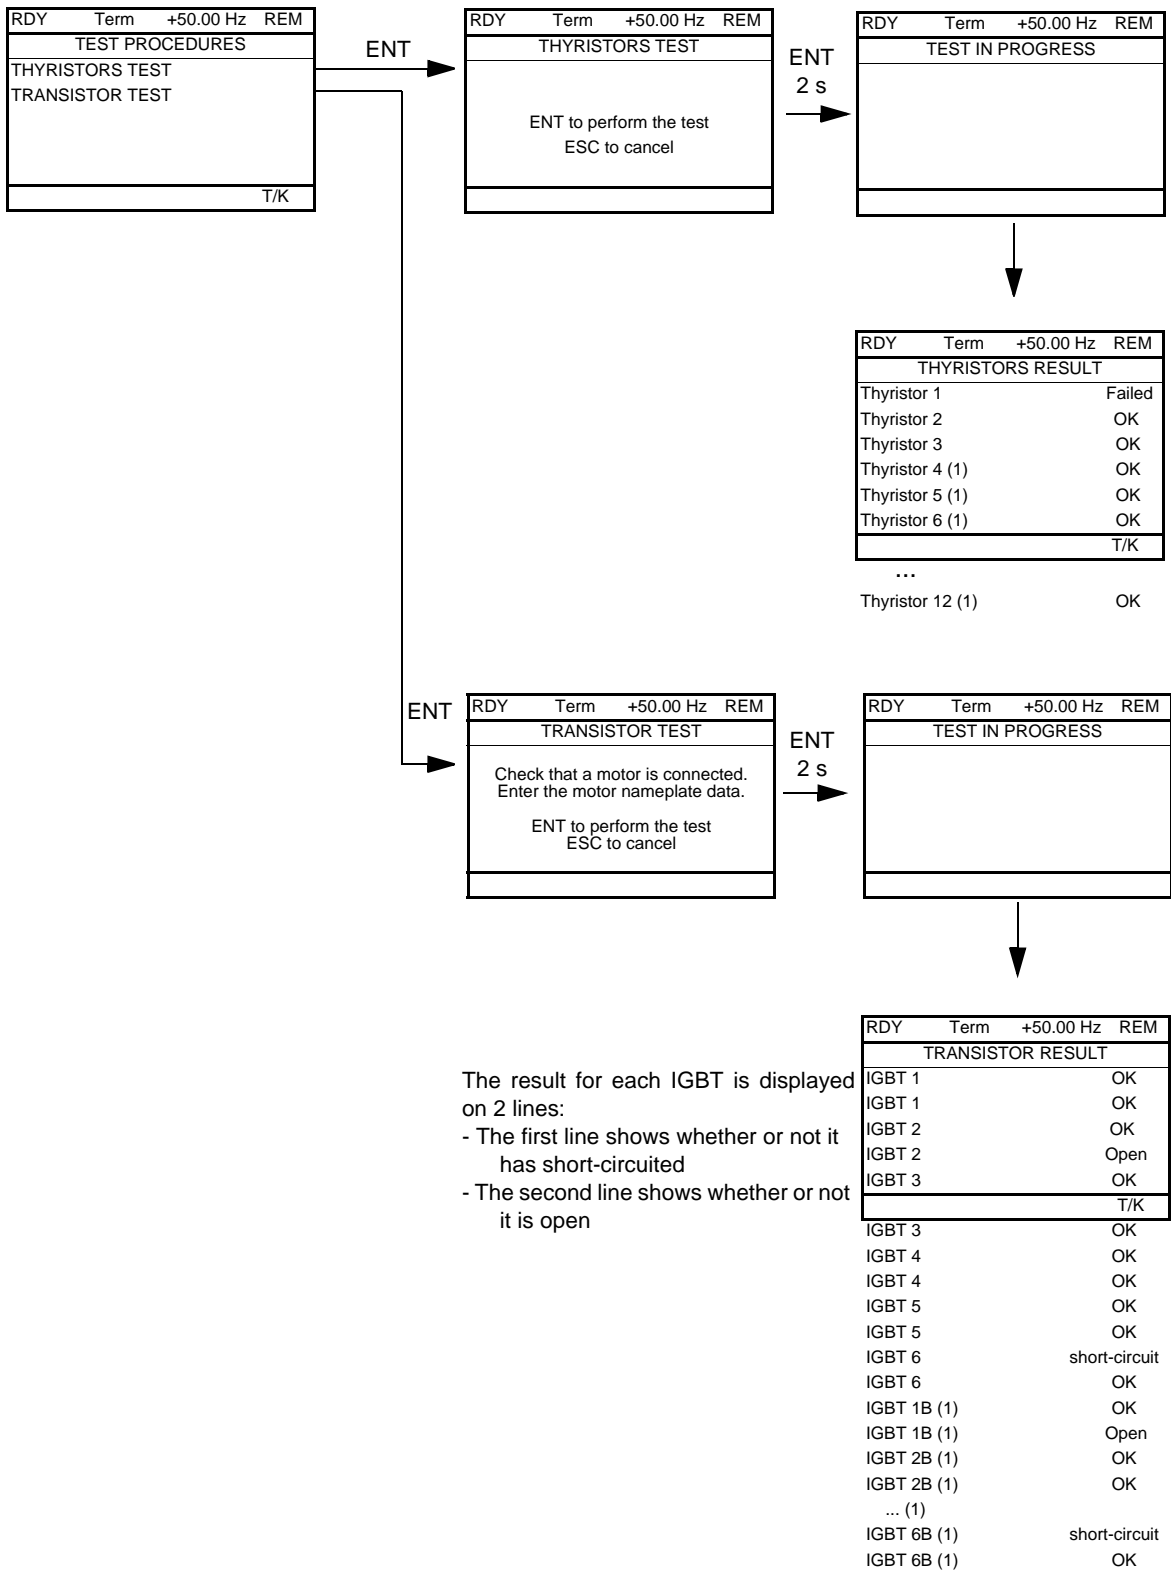 RDY Term +50.00 Hz REM
TEST PROCEDURES
THYRISTORS TEST
TRANSISTOR TEST
T/K
ENT
RDY Term +50.00 Hz REM
THYRISTORS TEST
ENT to perform the test
ESC to cancel
ENT
2 s
RDY Term +50.00 Hz REM
TEST IN PROGRESS
RDY Term +50.00 Hz REM
THYRISTORS RESULT
Thyristor 1 Failed
Thyristor 2 OK
Thyristor 3 OK
Thyristor 4 (1) OK
Thyristor 5 (1) OK
Thyristor 6 (1) OK
T/K
...
Thyristor 12 (1) OK
ENT
RDY Term +50.00 Hz REM
TRANSISTOR TEST
Check that a motor is connected.
Enter the motor nameplate data.
ENT to perform the test
ESC to cancel
ENT
2 s
RDY Term +50.00 Hz REM
TEST IN PROGRESS
The result for each IGBT is displayed
on 2 lines:
- The first line shows whether or not it
has short-circuited
- The second line shows whether or not
it is open
RDY Term +50.00 Hz REM
TRANSISTOR RESULT
IGBT 1 OK
IGBT 1 OK
IGBT 2 OK
IGBT 2 Open
IGBT 3 OK
T/K
IGBT 3 OK
IGBT 4 OK
IGBT 4 OK
IGBT 5 OK
IGBT 5 OK
IGBT 6 short-circuit
IGBT 6 OK
IGBT 1B (1) OK
IGBT 1B (1) Open
IGBT 2B (1) OK
IGBT 2B (1) OK
... (1)
IGBT 6B (1) short-circuit
IGBT 6B (1) OK